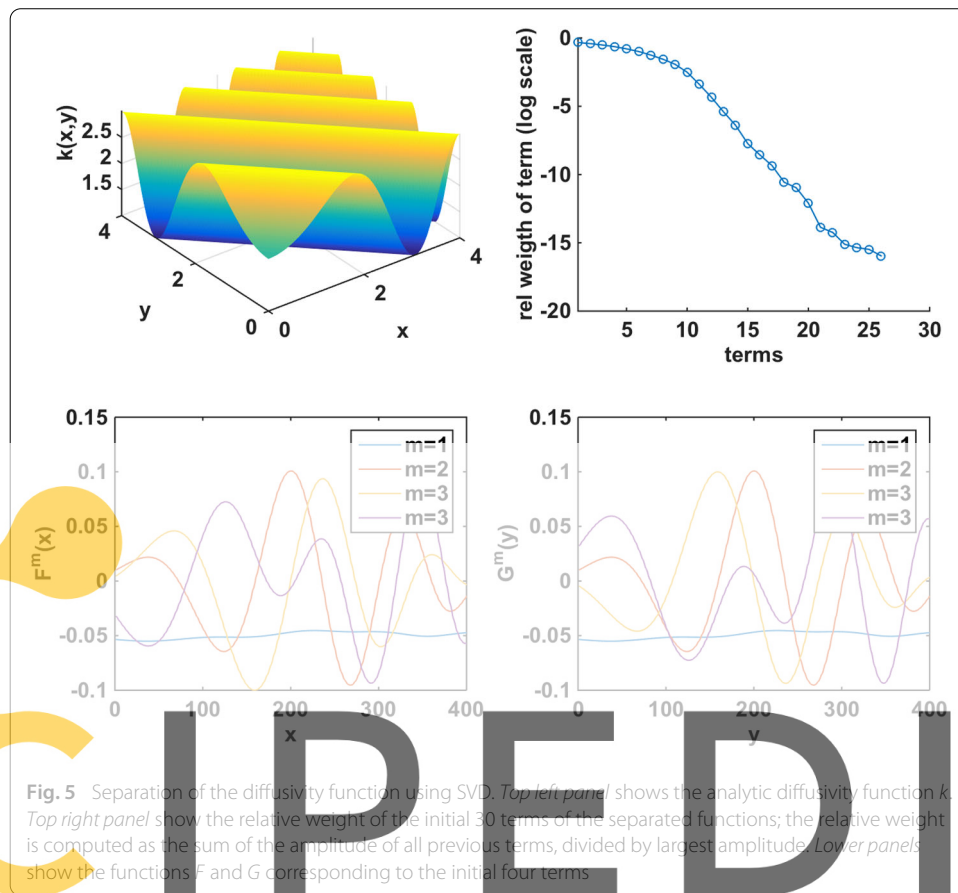 k(x,y)
2.5
2
1.5
4
2
0
y
0
2
4
x
rel weigth of term (log scale)
0
-5
-10
-15
-20
5
10
15
20
25
30
terms
0.15
0.1
0.05
0
-0.05
-0.1
F^m(x)
0
100
200
300
400
x
m=1
m=2
m=3
m=3
0.15
0.1
0.05
0
-0.05
-0.1
G^m(y)
0
100
200
300
400
y
m=1
m=2
m=3
m=3
Fig. 5 Separation of the diffusivity function using SVD. Top left panel shows the analytic diffusivity function k.
Top right panel show the relative weight of the initial 30 terms of the separated functions; the relative weight
is computed as the sum of the amplitude of all previous terms, divided by largest amplitude. Lower panels
show the functions F and G corresponding to the initial four terms
CIPEDI